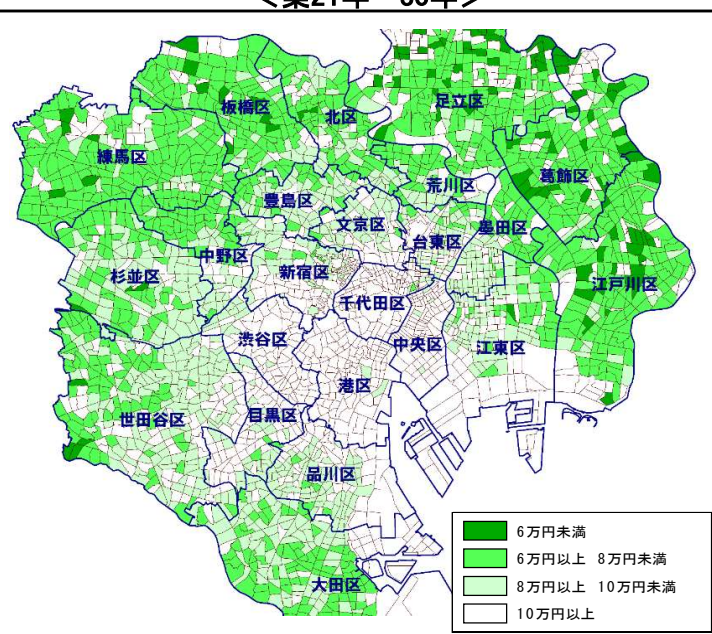 板橋区
北区
足立区
練馬区
葛飾区
荒川区
豊島区
文京区
台東区
墨田区
中野区
杉並区
新宿区
千代田区
江戸川区
渋谷区
中央区
江東区
港区
世田谷区
目黒区
品川区
大田区
6万円未満
6万円以上 8万円未満
8万円以上 10万円未満
10万円以上